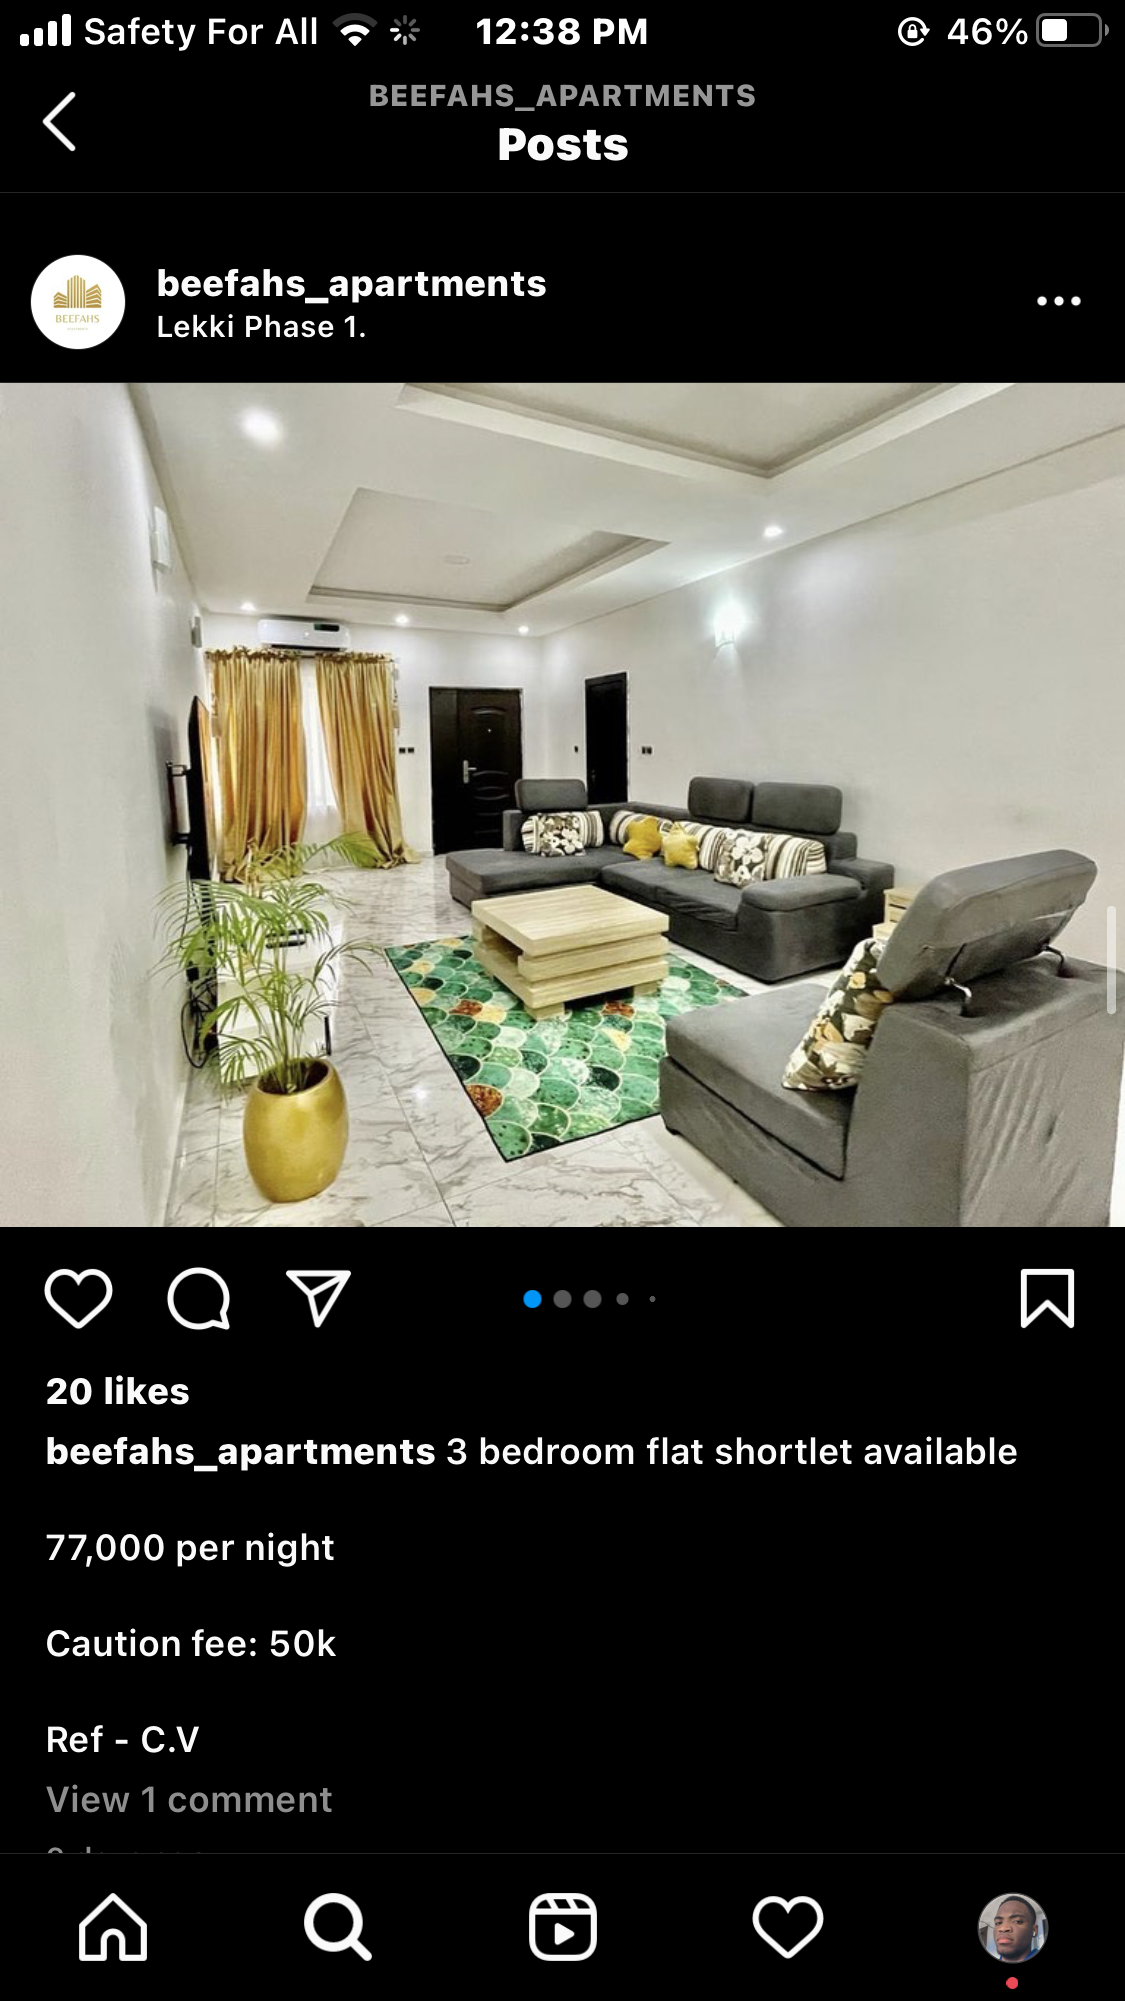 Safety For All 12:38 PM 46%
BEEFAHS_APARTMENTS
Posts
BEEFAHS
beefahs_apartments
Lekki Phase 1.
20 likes
beefahs_apartments 3 bedroom flat shortlet available
77,000 per night
Caution fee: 50k
Ref - C.V
View 1 comment